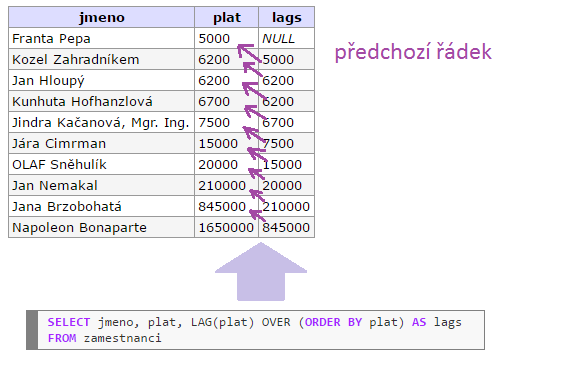 jmeno plat lags
Franta Pepa 5000 NULL
Kozel Zahradníkem 6200 5000
Jan Hloupý 6200 6200
Kunhuta Hofhanzlová 6700 6200
Jindra Kačanová, Mgr. Ing. 7500 6700
Jára Cimrman 15000 7500
OLAF Sněhulík 20000 15000
Jan Nemakal 210000 20000
Jana Brzobohatá 845000 210000
Napoleon Bonaparte 1650000 845000
předchozí řádek
SELECT jmeno, plat, LAG(plat) OVER (ORDER BY plat) AS lags
FROM zamestnanci